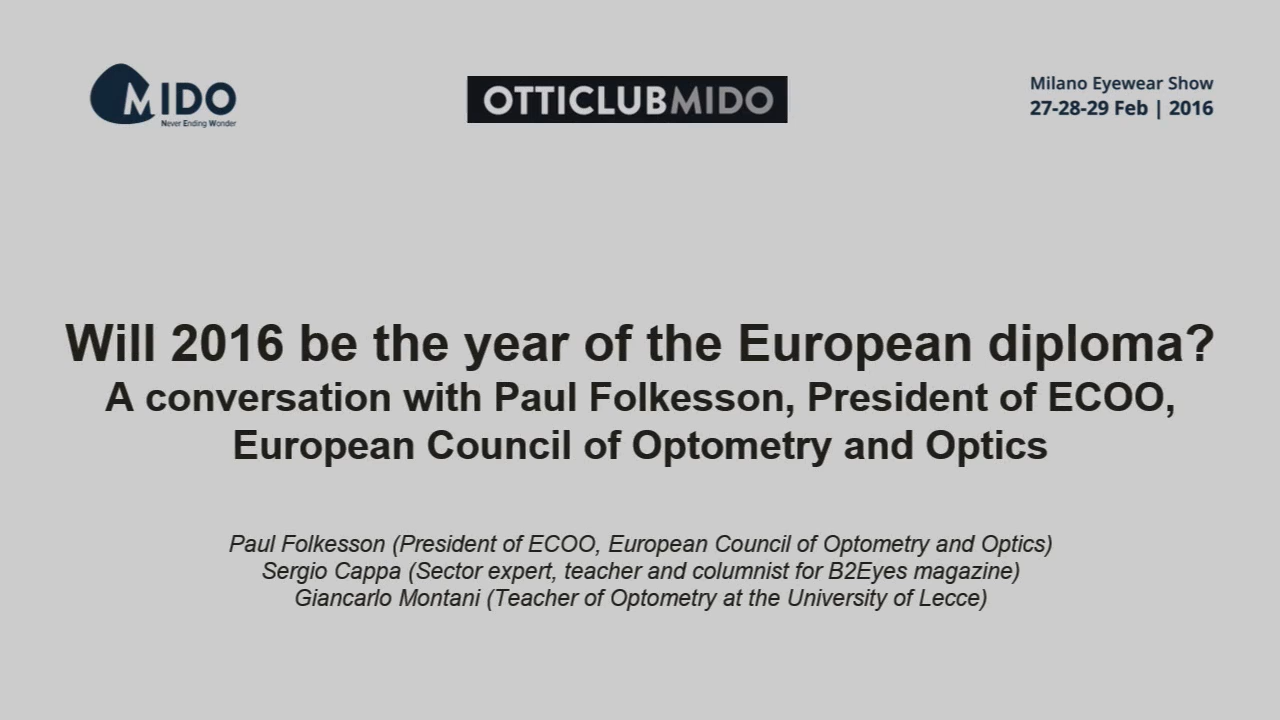 MIDO
Never Ending Wonder
OTTICLUBMIDO
Milano Eyewear Show
27-28-29 Feb | 2016
Will 2016 be the year of the European diploma?
A conversation with Paul Folkesson, President of ECOO,
European Council of Optometry and Optics
Paul Folkesson (President of ECOO, European Council of Optometry and Optics)
Sergio Cappa (Sector expert, teacher and columnist for B2Eyes magazine)
Giancarlo Montani (Teacher of Optometry at the University of Lecce)